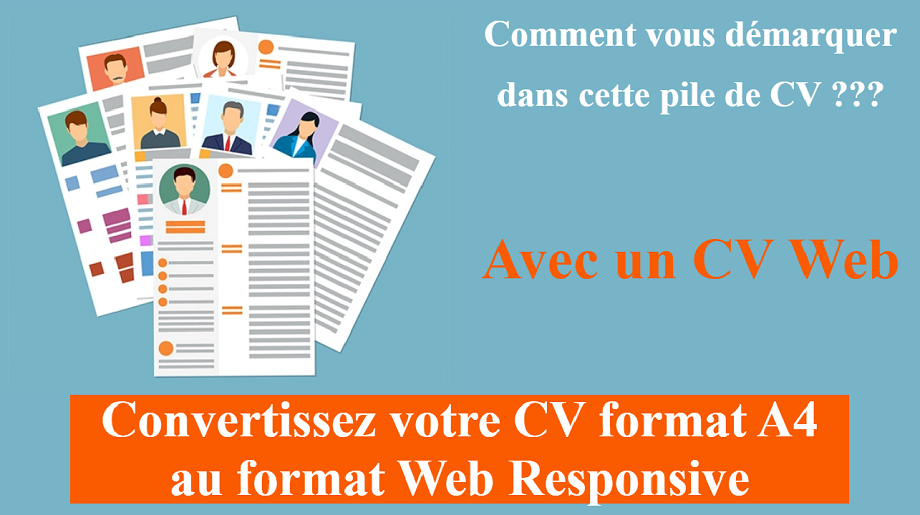 Comment vous démarquer
dans cette pile de CV ???
Avec un CV Web
Convertissez votre CV format A4
au format Web Responsive